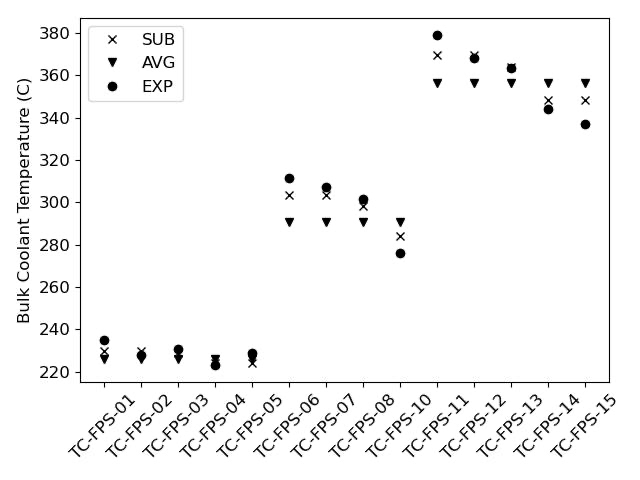 380
360
340
320
300
280
260
240
220
Bulk Coolant Temperature (C)
SUB
AVG
EXP
TC-FPS-01
TC-FPS-02
TC-FPS-03
TC-FPS-04
TC-FPS-05
TC-FPS-06
TC-FPS-07
TC-FPS-08
TC-FPS-10
TC-FPS-11
TC-FPS-12
TC-FPS-13
TC-FPS-14
TC-FPS-15